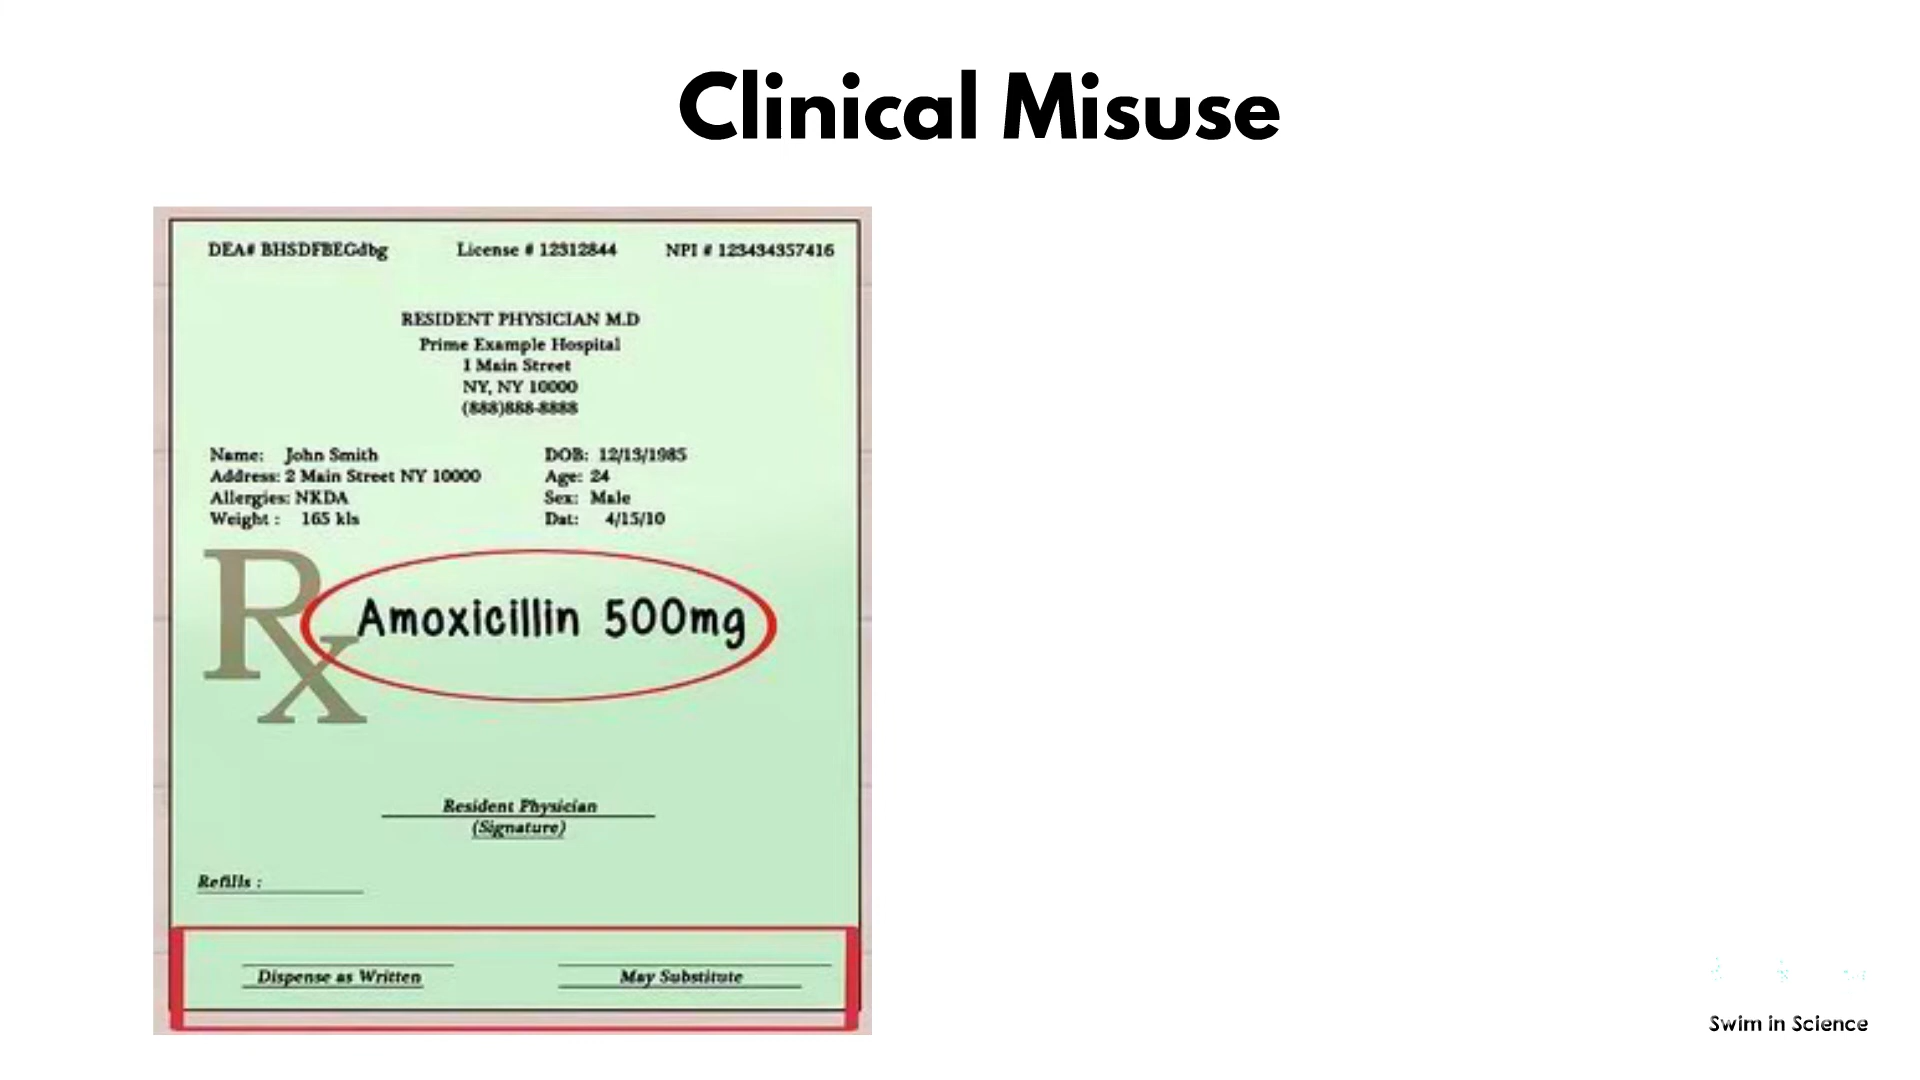 Clinical Misuse
DEA# BHSDFBEGdbg License # 12312844 NPI # 123434357416
RESIDENT PHYSICIAN M.D
Prime Example Hospital
1 Main Street
NY, NY 10000
(888)888-8888
Name: John Smith DOB: 12/13/1985
Address: 2 Main Street NY 10000 Age: 24
Allergies: NKDA Sex: Male
Weight : 165 kls Dat: 4/15/10
Rx Amoxicillin 500mg
Resident Physician
(Signature)
Refills :
Dispense as Written May Substitute
Swim in Science